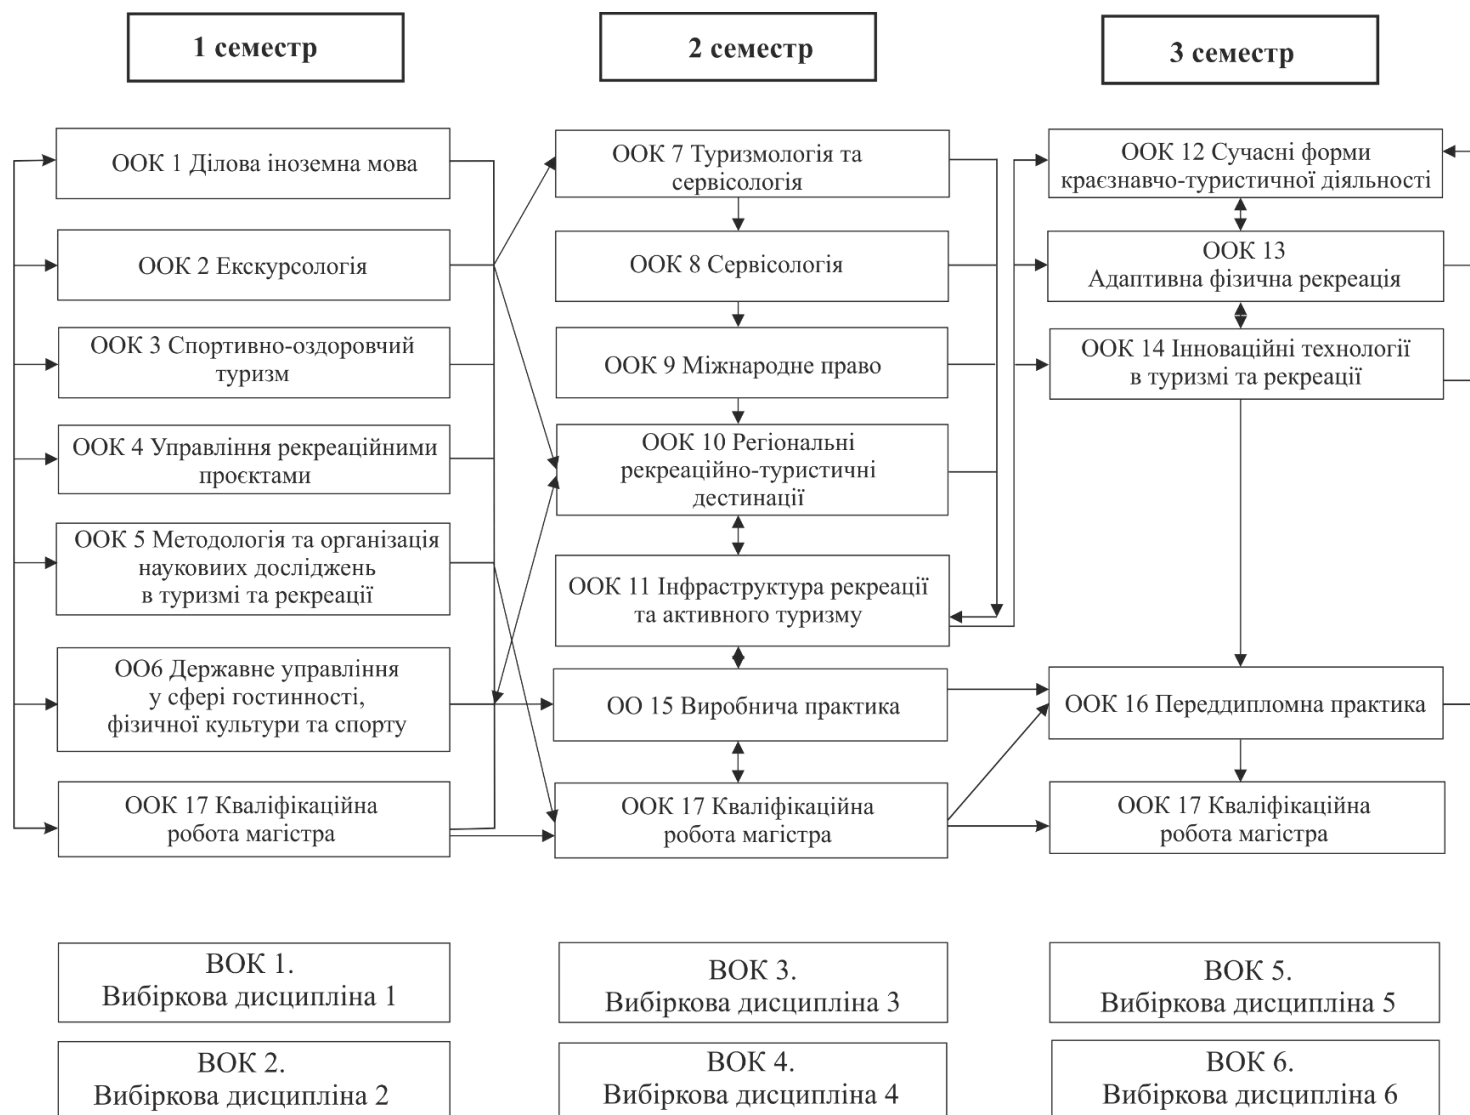 1 семестр
2 семестр
3 семестр
ООК 1 Ділова іноземна мова
ООК 2 Екскурсологія
ООК 3 Спортивно-оздоровчий
туризм
ООК 4 Управління рекреаційними
проєктами
ООК 5 Методологія та організація
науковиих досліджень
в туризмі та рекреації
ОО6 Державне управління
у сфері гостинності,
фізичної культури та спорту
ООК 17 Кваліфікаційна
робота магістра
ООК 7 Туризмологія та
сервісологія
ООК 8 Сервісологія
ООК 9 Міжнародне право
ООК 10 Регіональні
рекреаційно-туристичні
дестинації
ООК 11 Інфраструктура рекреації
та активного туризму
ОО 15 Виробнича практика
ООК 17 Кваліфікаційна
робота магістра
ООК 12 Сучасні форми
краєзнавчо-туристичної діяльності
ООК 13
Адаптивна фізична рекреація
ООК 14 Інноваційні технології
в туризмі та рекреації
ООК 16 Переддипломна практика
ООК 17 Кваліфікаційна
робота магістра
ВОК 1.
Вибіркова дисципліна 1
ВОК 3.
Вибіркова дисципліна 3
ВОК 5.
Вибіркова дисципліна 5
ВОК 2.
Вибіркова дисципліна 2
ВОК 4.
Вибіркова дисципліна 4
ВОК 6.
Вибіркова дисципліна 6